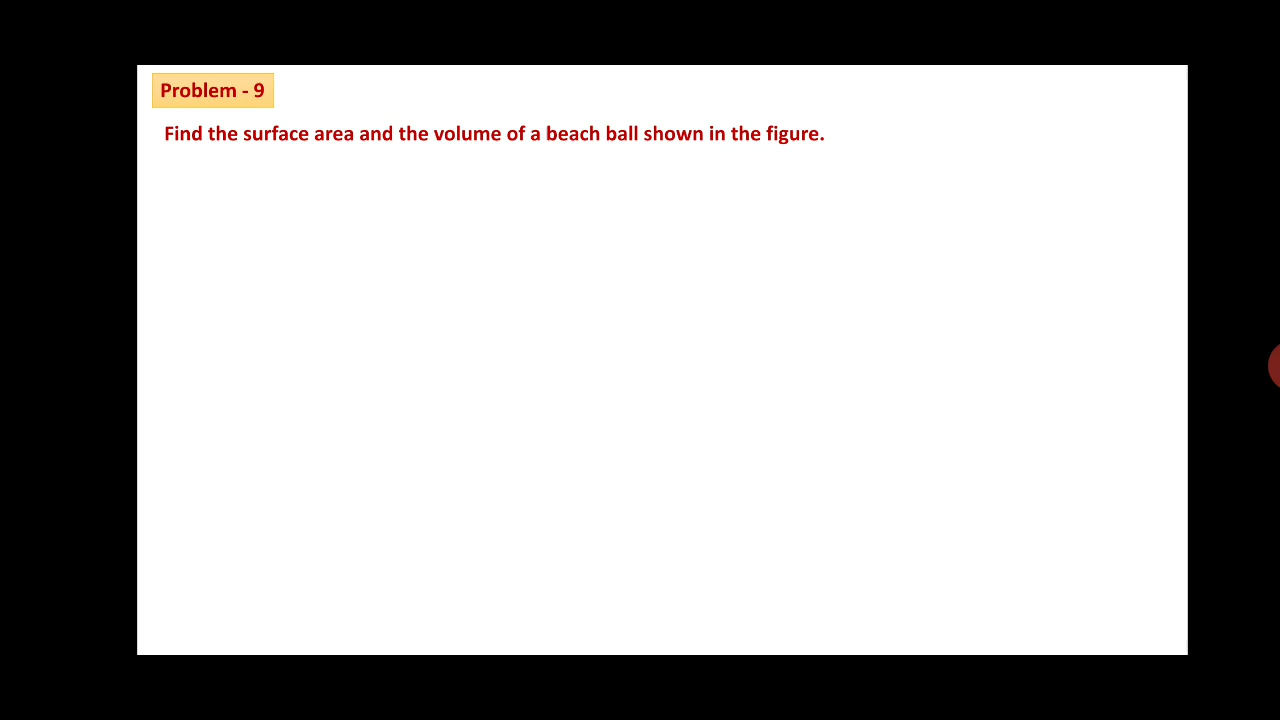 Problem - 9
Find the surface area and the volume of a beach ball shown in the figure.